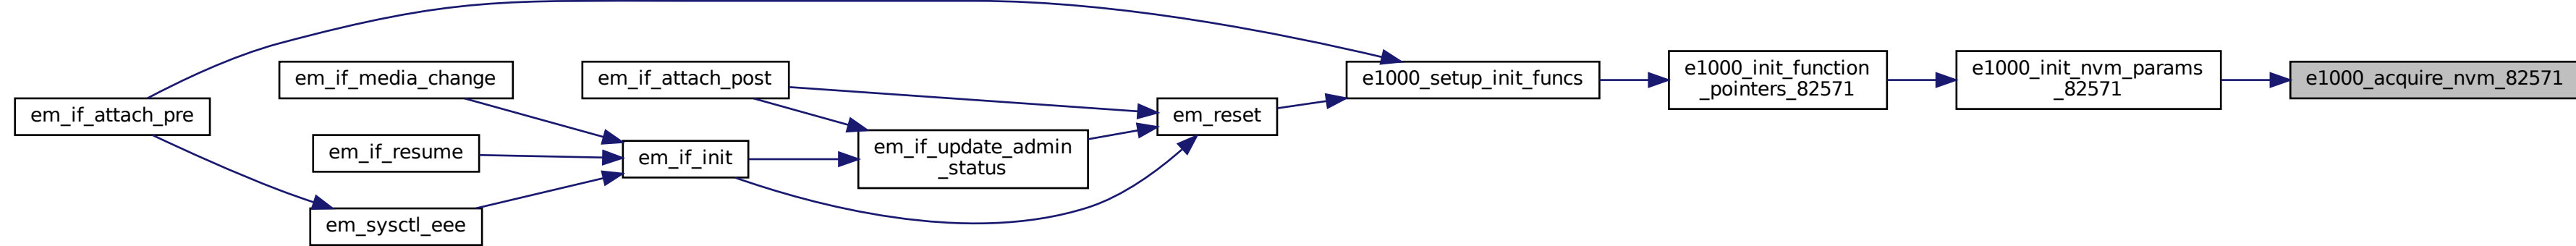 em_if_attach_pre
em_if_media_change
em_if_resume
em_sysctl_eee
em_if_attach_post
em_if_init
em_if_update_admin
_status
em_reset
e1000_setup_init_funcs
e1000_init_function
_pointers_82571
e1000_init_nvm_params
_82571
e1000_acquire_nvm_82571